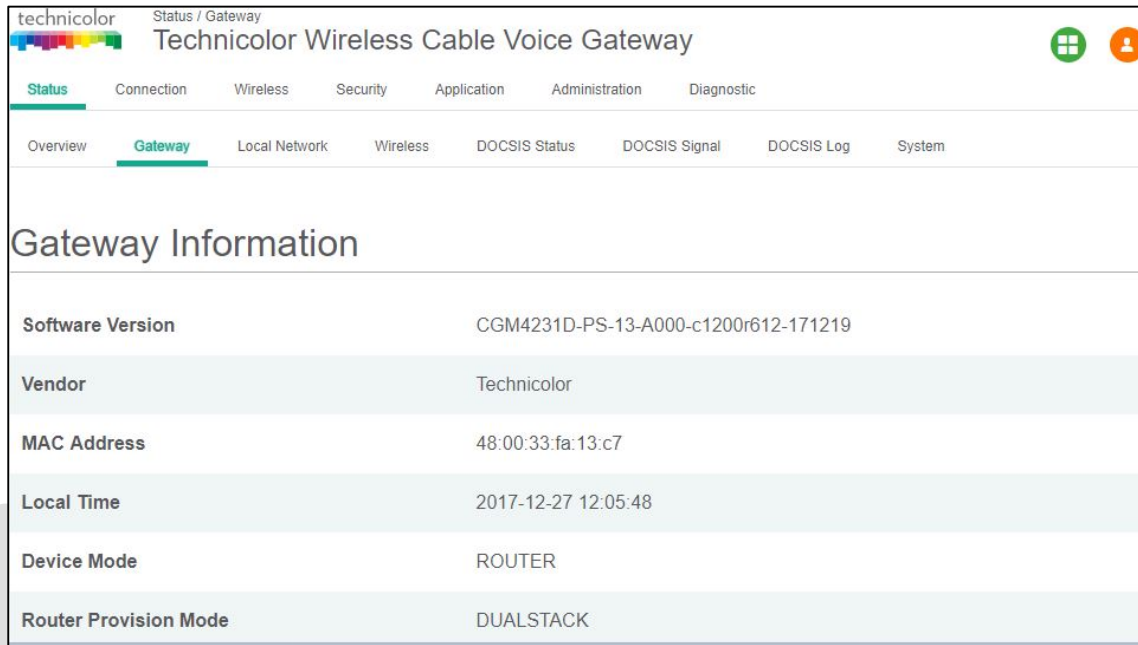 technicolor
Status / Gateway
Technicolor Wireless Cable Voice Gateway
Status Connection Wireless Security Application Administration Diagnostic
Overview Gateway Local Network Wireless DOCSIS Status DOCSIS Signal DOCSIS Log System
Gateway Information
Software Version CGM4231D-PS-13-A000-c1200r612-171219
Vendor Technicolor
MAC Address 48:00:33:fa:13:c7
Local Time 2017-12-27 12:05:48
Device Mode ROUTER
Router Provision Mode DUALSTACK